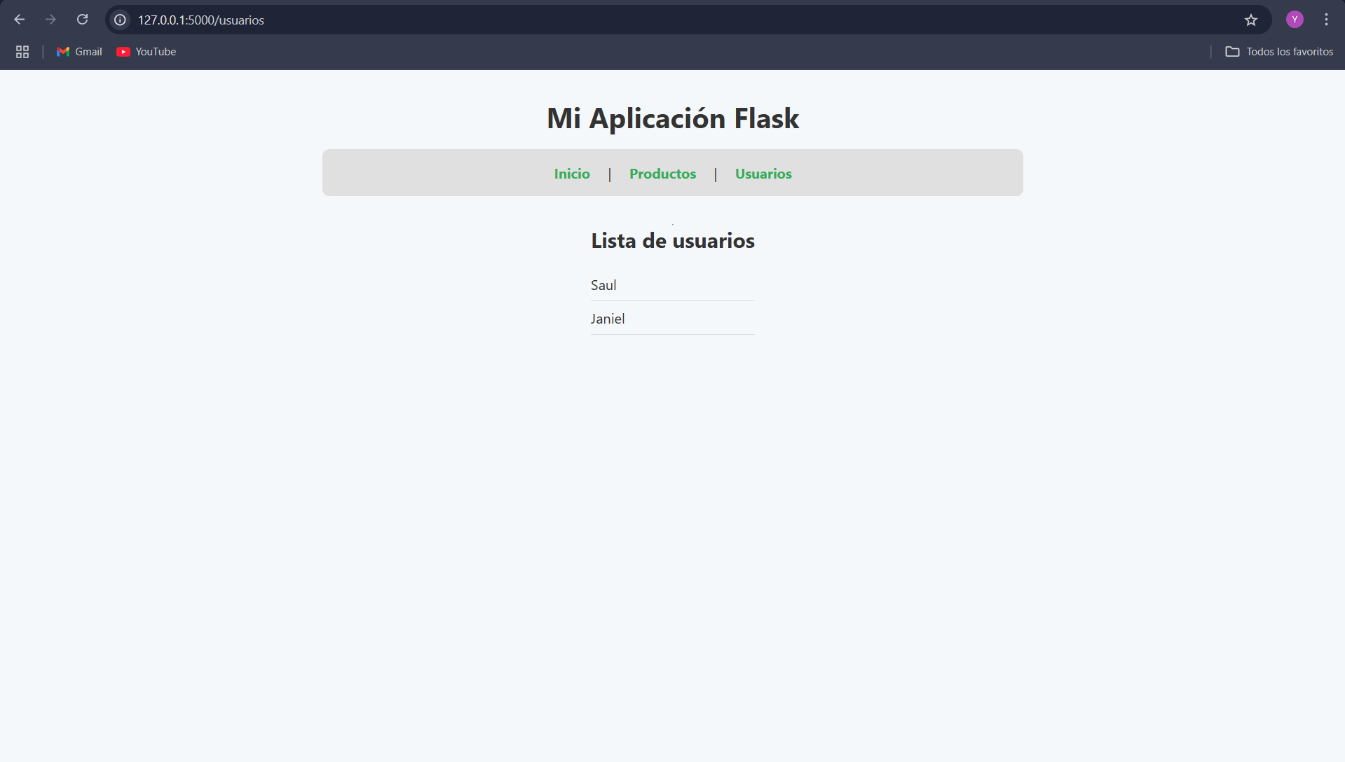 127.0.0.1:5000/usuarios
Y
Gmail
YouTube
Todos los favoritos
Mi Aplicación Flask
Inicio | Productos | Usuarios
Lista de usuarios
Saul
Janiel